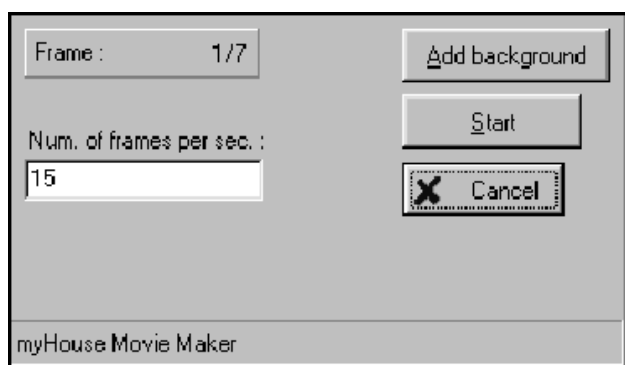 Frame : 1/7
Add background
Start
Num. of frames per sec. :
15
Cancel
myHouse Movie Maker